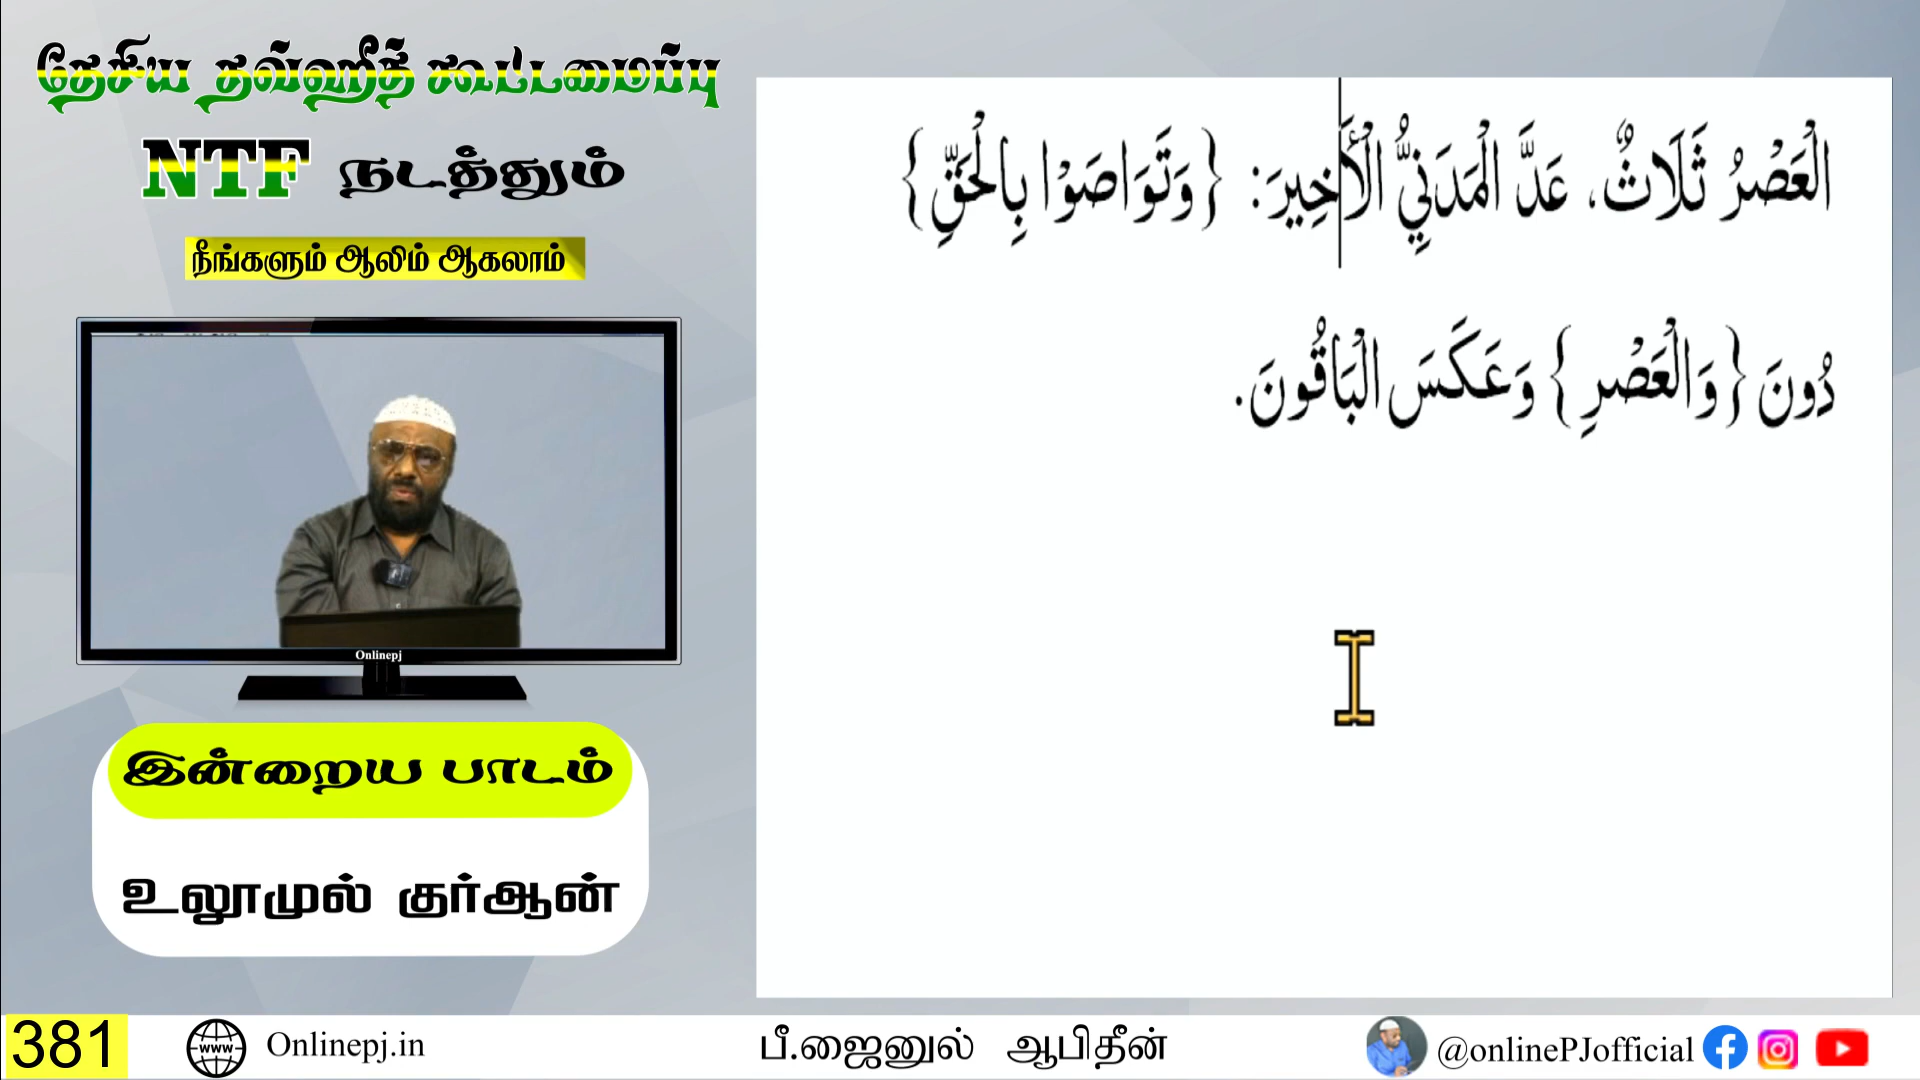 தேசிய தவ்ஹீத் கூட்டமைப்பு
NTF நடத்தும்
நீங்களும் ஆலிம் ஆகலாம்
Onlinepj
இன்றைய பாடம்
உலூமுல் குர்ஆன்
الْعَصْرُ ثَلَاثٌ، عَدَّ الْمَدَنِيُّ الْأَخِيرَ: {وَتَوَاصَوْا بِالْحَقِّ}
دُونَ {وَالْعَصْرِ} وَعَكَسَ الْبَاقُونَ.
381
www
Onlinepj.in
பீ.ஜைனுல் ஆபிதீன்
@onlinePJofficial